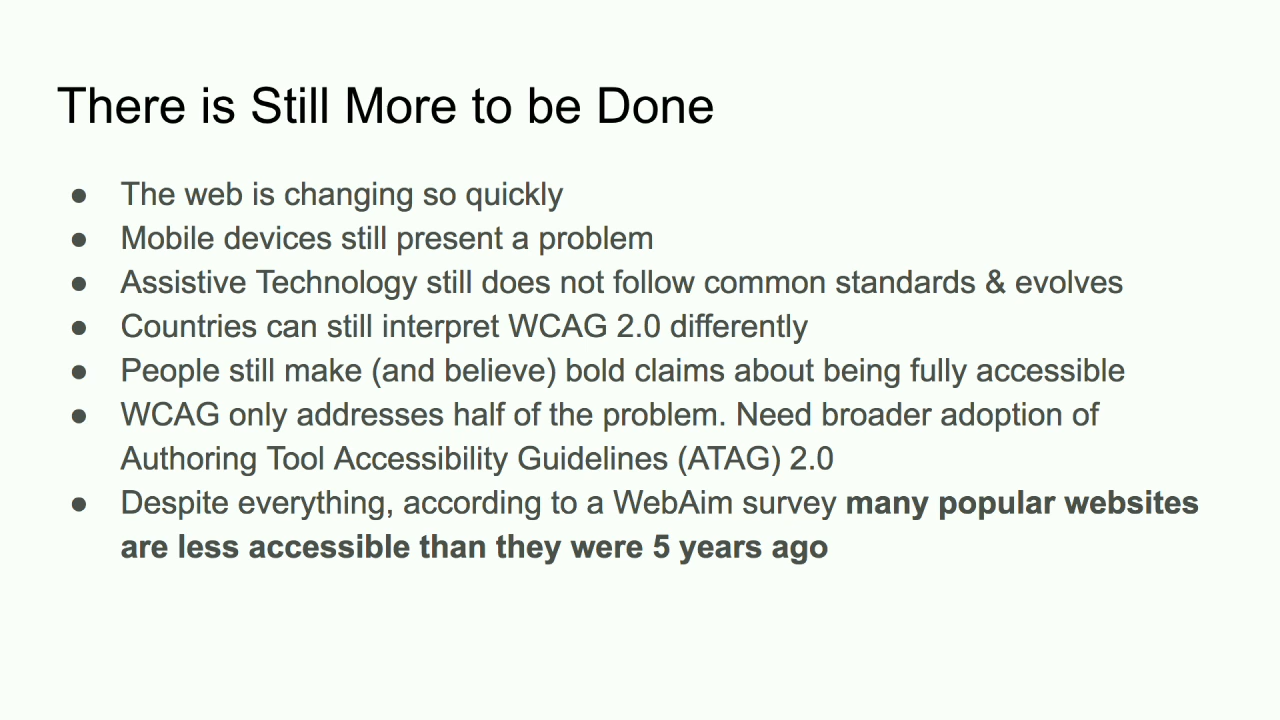 There is Still More to be Done
● The web is changing so quickly
● Mobile devices still present a problem
● Assistive Technology still does not follow common standards & evolves
● Countries can still interpret WCAG 2.0 differently
● People still make (and believe) bold claims about being fully accessible
● WCAG only addresses half of the problem. Need broader adoption of
Authoring Tool Accessibility Guidelines (ATAG) 2.0
● Despite everything, according to a WebAim survey many popular websites
are less accessible than they were 5 years ago